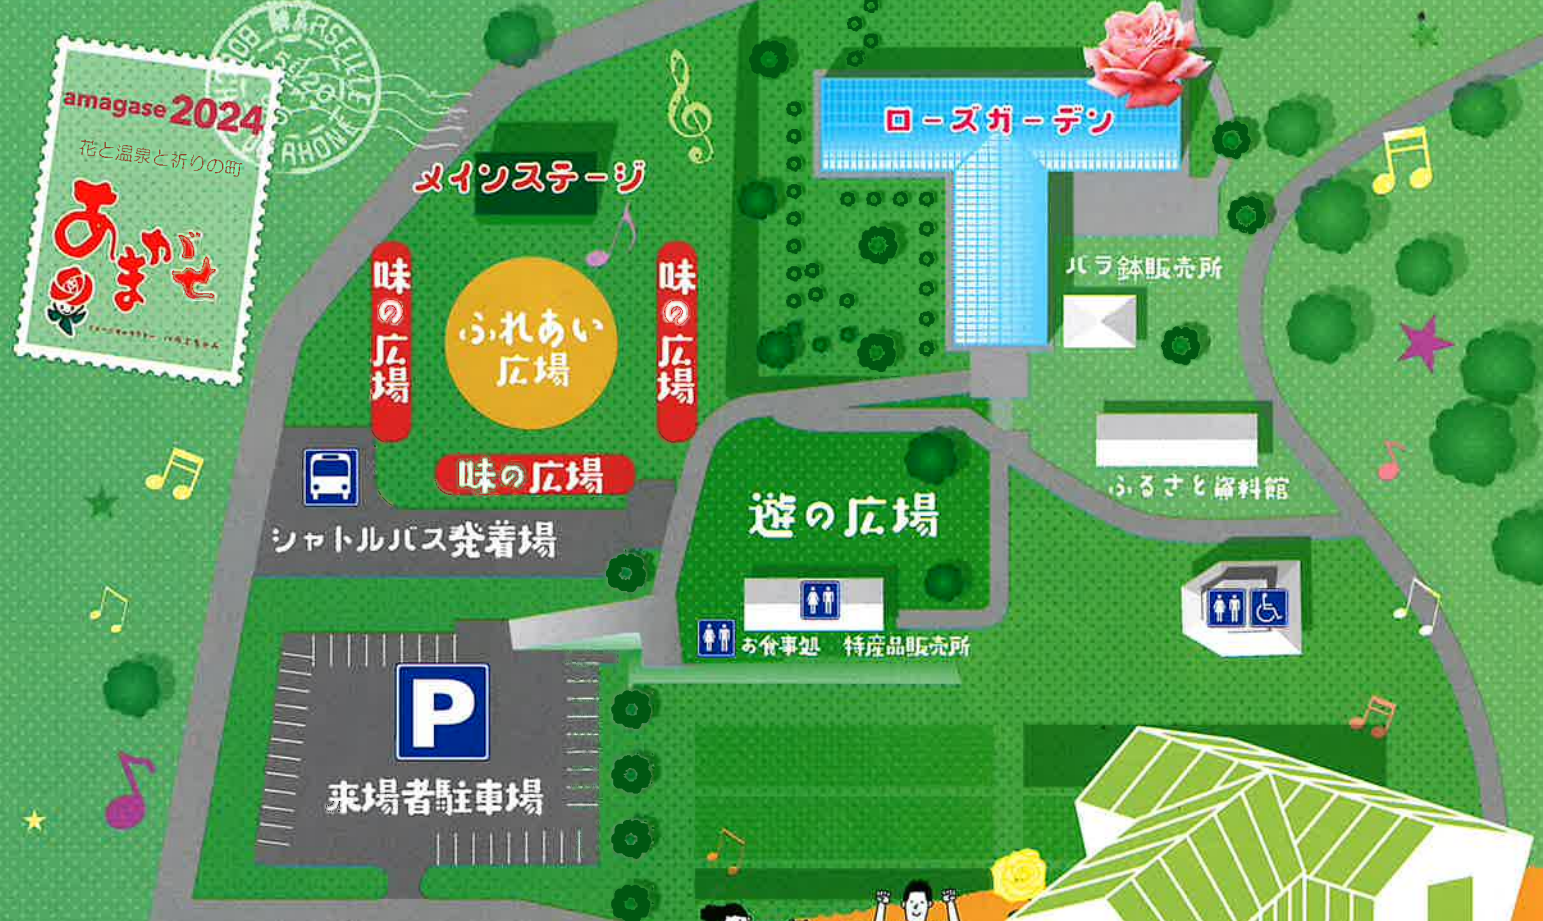 amagase 2024
花と温泉と祈りの町
あまがせ
メインステージ
ローズガーデン
バラ鉢販売所
味の広場
ふれあい
広場
味の広場
味の広場
シャトルバス発着場
遊の広場
ふるさと資料館
お食事処 特産品販売所
P
来場者駐車場